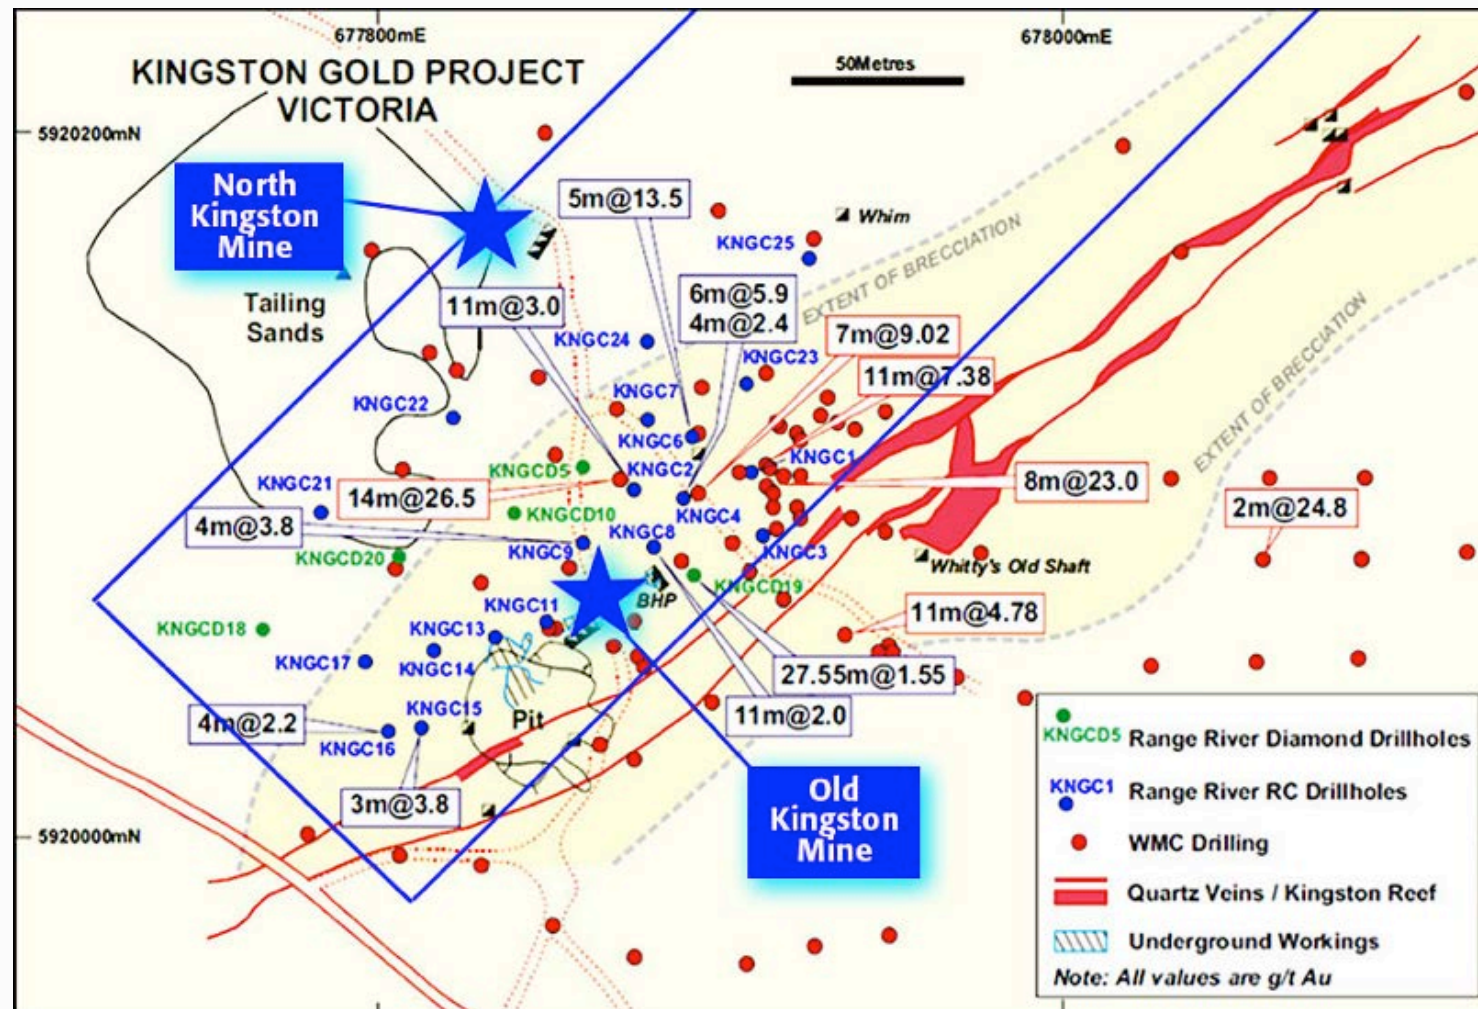 677800mE
678000mE
KINGSTON GOLD PROJECT
VICTORIA
50Metres
5920200mN
North
Kingston
Mine
5m@13.5
Whim
KNGC25
EXTENT OF BRECCIATION
Tailing
Sands
11m@3.0
6m@5.9
4m@2.4
7m@9.02
KNGC24
KNGC23
11m@7.38
EXTENT OF BRECCIATION
KNGC7
KNGC22
KNGC6
KNGCD5
KNGC2
KNGC1
KNGC21
14m@26.5
8m@23.0
KNGCD10
KNGC4
2m@24.8
4m@3.8
KNGC8
KNGC9
KNGC3
KNGCD20
Whitty's Old Shaft
KNGCD19
BHP
KNGC11
11m@4.78
KNGCD18
KNGC13
KNGC17
KNGC14
27.55m@1.55
KNGC15
Pit
11m@2.0
4m@2.2
KNGC16
3m@3.8
Old
Kingston
Mine
5920000mN
KNGCD5 Range River Diamond Drillholes
KNGC1 Range River RC Drillholes
WMC Drilling
Quartz Veins / Kingston Reef
Underground Workings
Note: All values are g/t Au